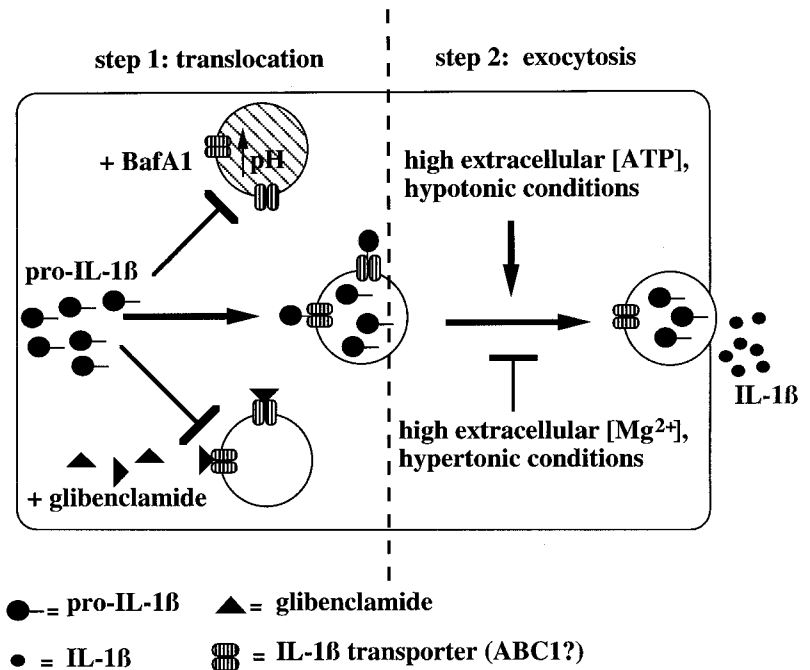 step 1: translocation
step 2: exocytosis
+ BafA1
pH
high extracellular [ATP],
hypotonic conditions
pro-IL-1ß
IL-1ß
high extracellular [Mg²⁺],
hypertonic conditions
+ glibenclamide
= pro-IL-1ß
= glibenclamide
= IL-1ß
= IL-1ß transporter (ABC1?)